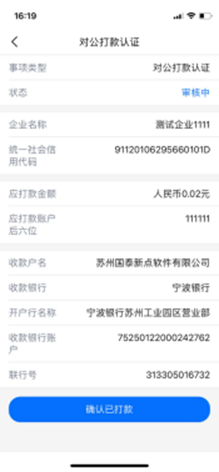 16:19
对公打款认证
事项类型 对公打款认证
状态 审核中
企业名称 测试企业1111
统一社会信 91120106295660101D
用代码
应打款金额 人民币0.02元
应打款账户 111111
后六位
收款户名 苏州国泰新点软件有限公司
收款银行 宁波银行
开户行名称 宁波银行苏州工业园区营业部
收款银行账 75250122000242762
户
联行号 313305016732
确认已打款